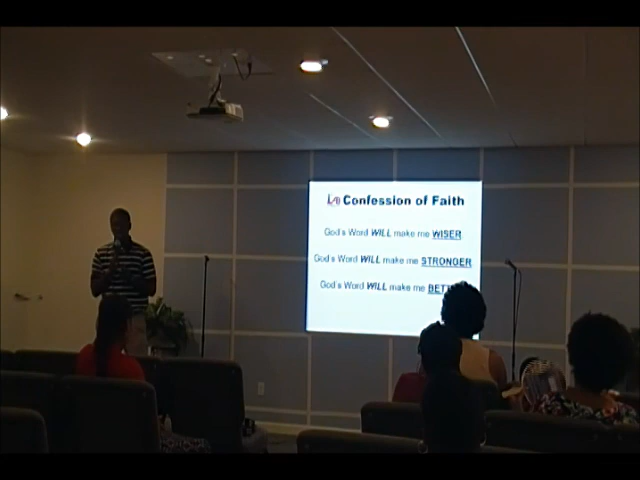 LAB Confession of Faith
God's Word WILL make me WISER
God's Word WILL make me STRONGER
God's Word WILL make me